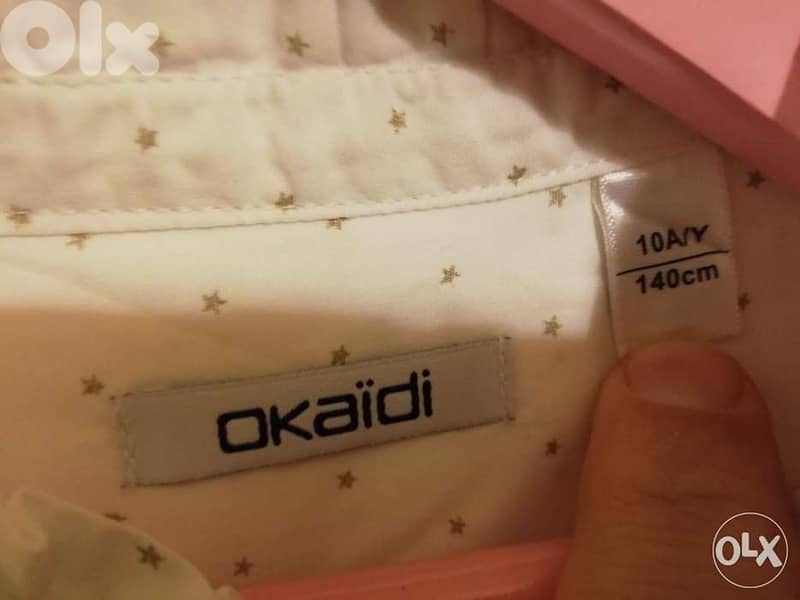 Olx
10A/Y
140cm
okaïdi
OLX